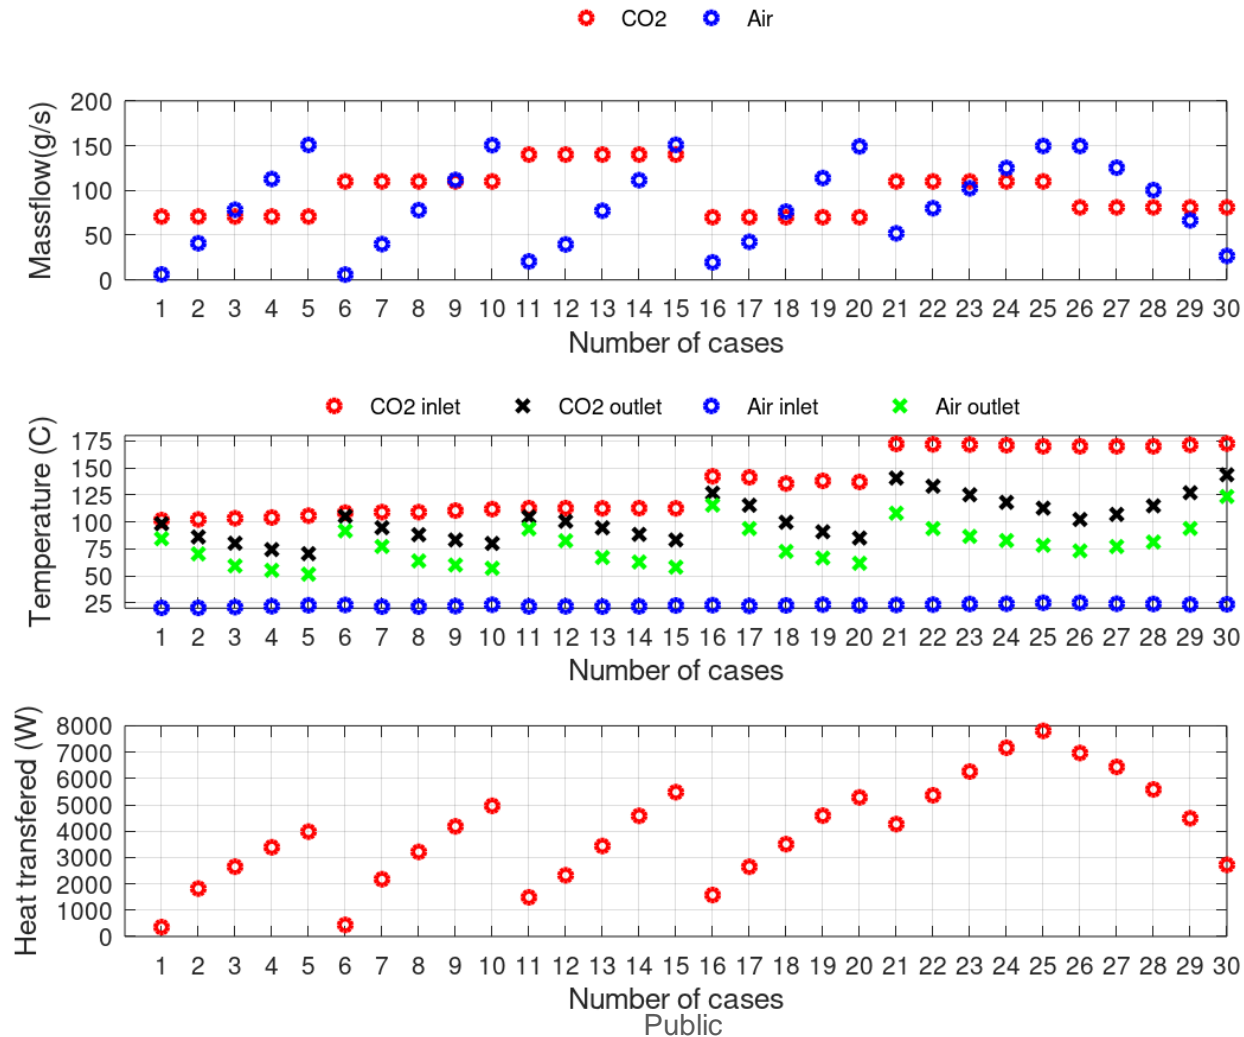 CO2 Air
Massflow(g/s)
200
150
100
50
0
1 2 3 4 5 6 7 8 9 10 11 12 13 14 15 16 17 18 19 20 21 22 23 24 25 26 27 28 29 30
Number of cases
CO2 inlet CO2 outlet Air inlet Air outlet
Temperature (C)
175
150
125
100
75
50
25
1 2 3 4 5 6 7 8 9 10 11 12 13 14 15 16 17 18 19 20 21 22 23 24 25 26 27 28 29 30
Number of cases
Heat transfered (W)
8000
7000
6000
5000
4000
3000
2000
1000
0
1 2 3 4 5 6 7 8 9 10 11 12 13 14 15 16 17 18 19 20 21 22 23 24 25 26 27 28 29 30
Number of cases
Public